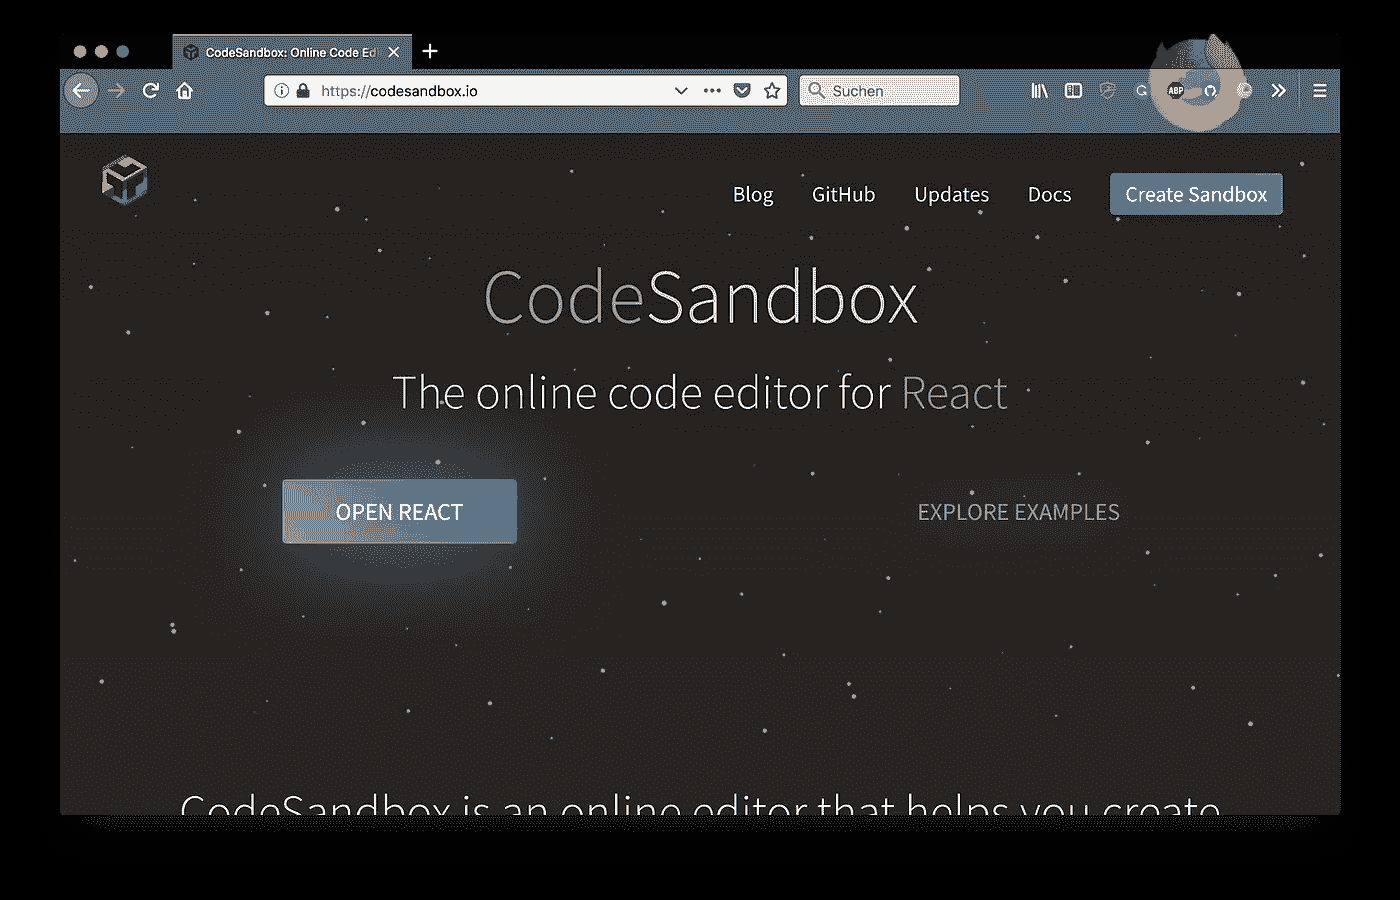 CodeSandbox: Online Code Ed
https://codesandbox.io
Suchen
ABP
Blog GitHub Updates Docs Create Sandbox
CodeSandbox
The online code editor for React
OPEN REACT
EXPLORE EXAMPLES
CodeSandbox is an online editor that helps you create